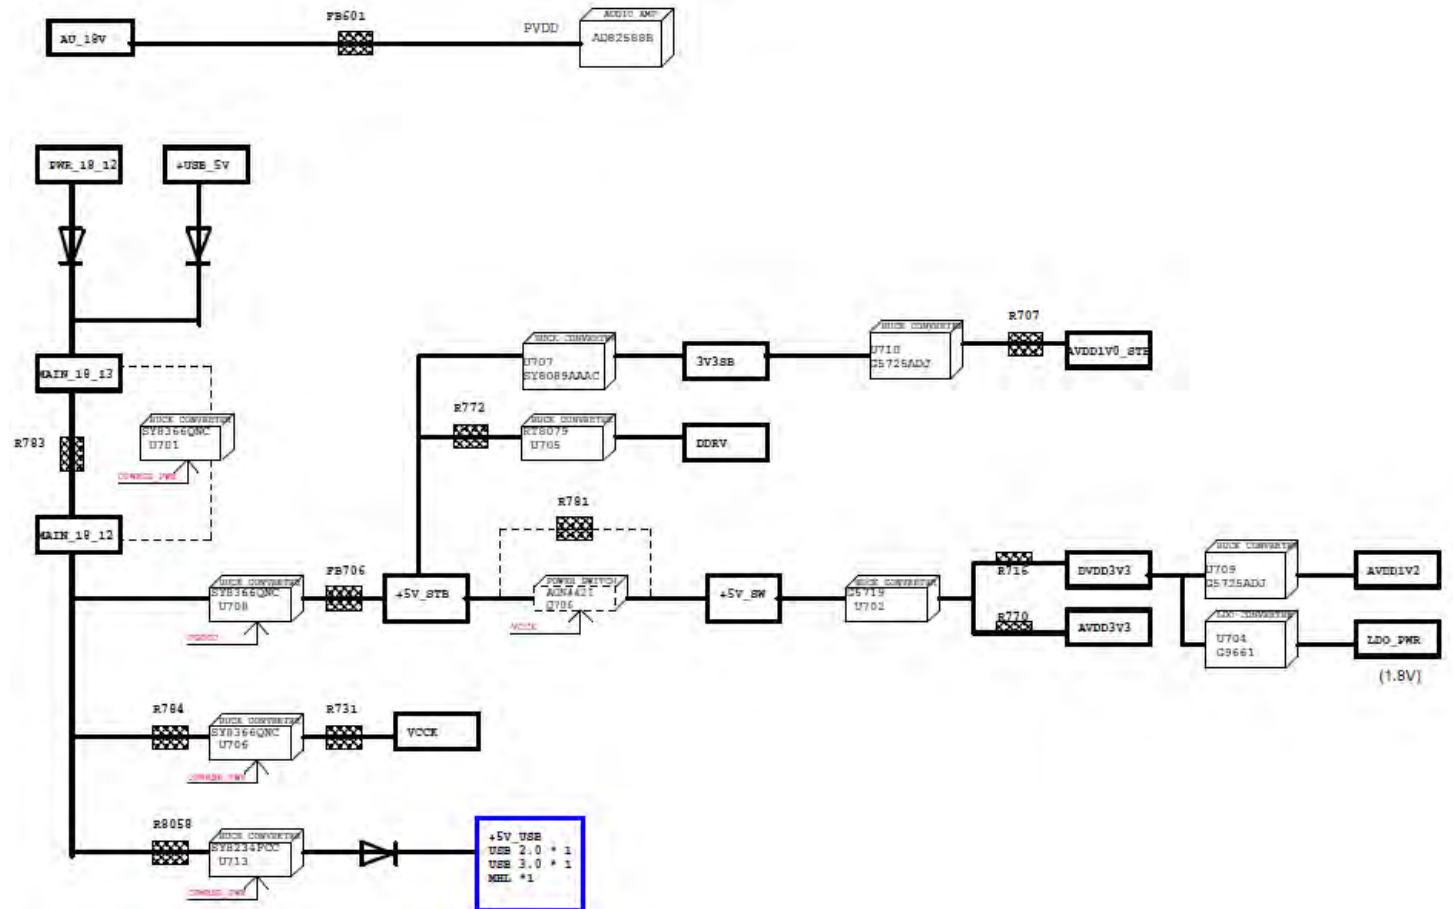 FB601
AUDIO AMP
PVDD
AU_18V
AD82588B
PWR_18_12
+USB_5V
R707
BUCK CONVERTER
U707
SY8089AAAC
3V3SB
BUCK CONVERTER
U710
G5725ADJ
AVDD1V0_STB
MAIN_18_13
R772
R783
BUCK CONVERTER
SY8366QNC
U701
BUCK CONVERTER
RT8079
U705
DDRV
R781
MAIN_18_12
FB706
BUCK CONVERTER
SY8366QNC
U708
+5V_STB
POWER SWITCH
AON4421
U706
VCCK
+5V_SW
BUCK CONVERTER
G5719
U702
R716
DVDD3V3
BUCK CONVERTER
U709
G5725ADJ
AVDD1V2
R770
AVDD3V3
LDO CONVERTER
U704
G9661
LDO_PWR
(1.8V)
R784
R731
BUCK CONVERTER
SY8366QNC
U706
VCCK
R8058
BUCK CONVERTER
SY8234FCC
U713
+5V_USB
USB 2.0 * 1
USB 3.0 * 1
MHL *1